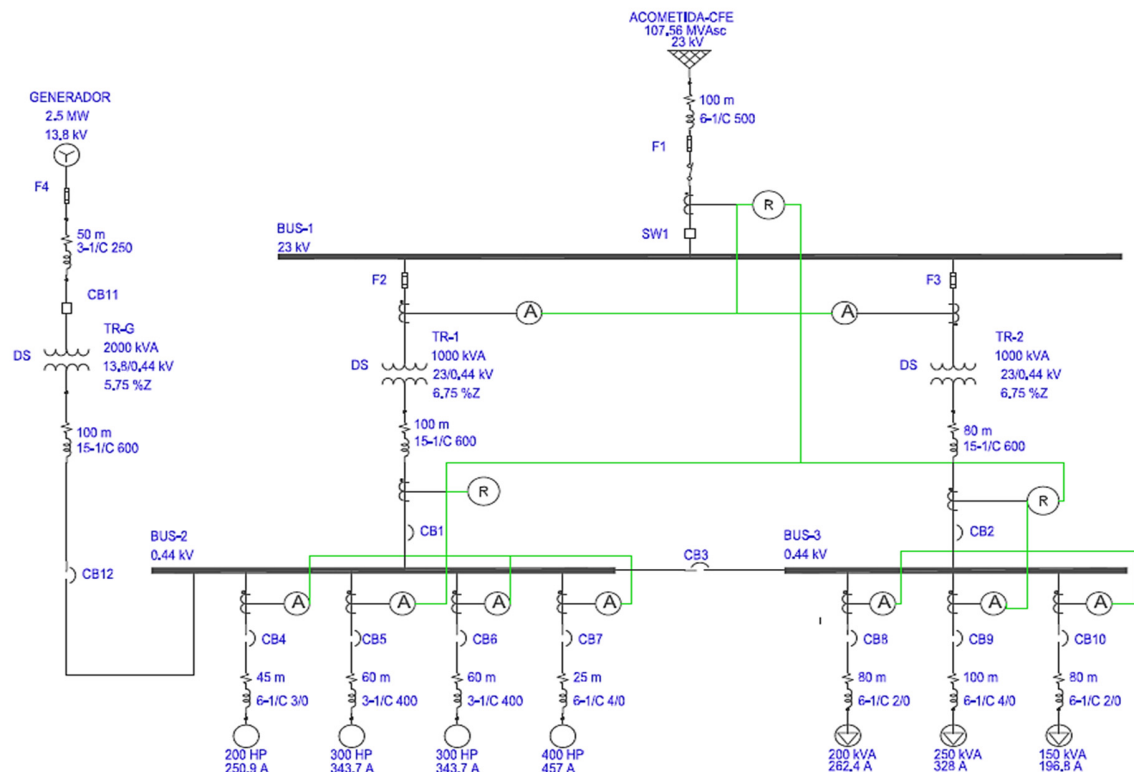 ACOMETIDA-CFE
107.56 MVAsc
23 kV
100 m
6-1/C 500
F1
R
SW1
GENERADOR
2.5 MW
13.8 kV
F4
50 m
3-1/C 250
CB11
TR-G
2000 kVA
13.8/0.44 kV
5.75 %Z
DS
100 m
15-1/C 600
CB12
BUS-1
23 kV
F2
F3
A
A
TR-1
1000 kVA
23/0.44 kV
6.75 %Z
DS
100 m
15-1/C 600
R
CB1
TR-2
1000 kVA
23/0.44 kV
6.75 %Z
DS
80 m
15-1/C 600
R
CB2
BUS-2
0.44 kV
CB3
BUS-3
0.44 kV
A
A
A
A
A
A
A
CB4
CB5
CB6
CB7
CB8
CB9
CB10
45 m
6-1/C 3/0
60 m
3-1/C 400
60 m
3-1/C 400
25 m
6-1/C 4/0
80 m
6-1/C 2/0
100 m
6-1/C 4/0
80 m
6-1/C 2/0
200 HP
250.9 A
300 HP
343.7 A
300 HP
343.7 A
400 HP
457 A
200 kVA
262.4 A
250 kVA
328 A
150 kVA
196.8 A